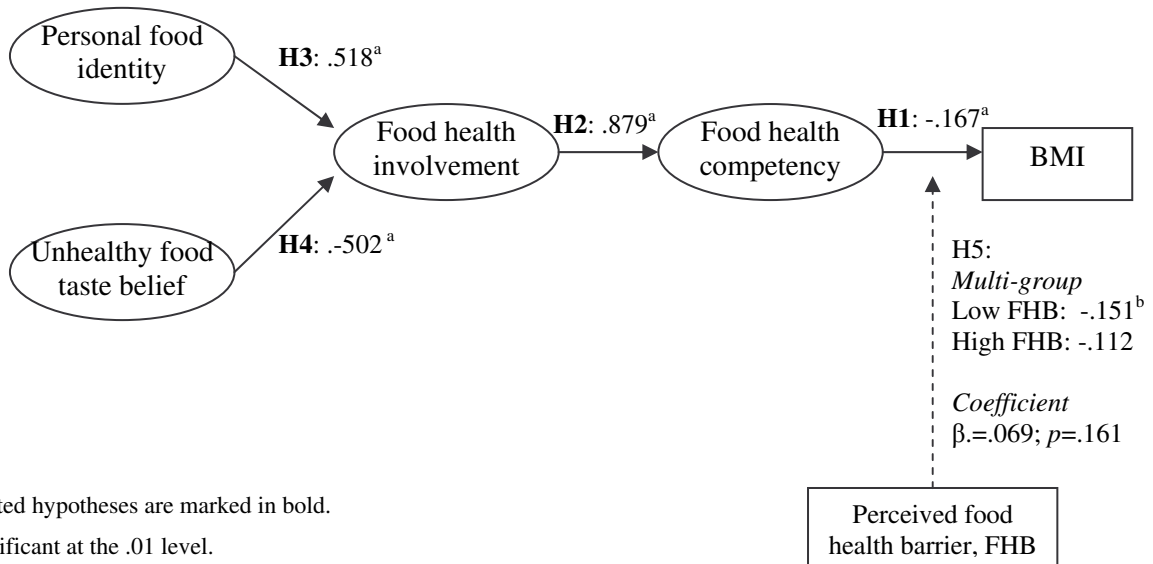 Personal food
identity
H3: .518ᵃ
Food health
involvement
H2: .879ᵃ
Food health
competency
H1: -.167ᵃ
BMI
Unhealthy food
taste belief
H4: .-502 ᵃ
H5:
Multi-group
Low FHB: -.151ᵇ
High FHB: -.112
Coefficient
β.=.069; p=.161
Perceived food
health barrier, FHB
hypotheses are marked in bold.
at the .01 level.